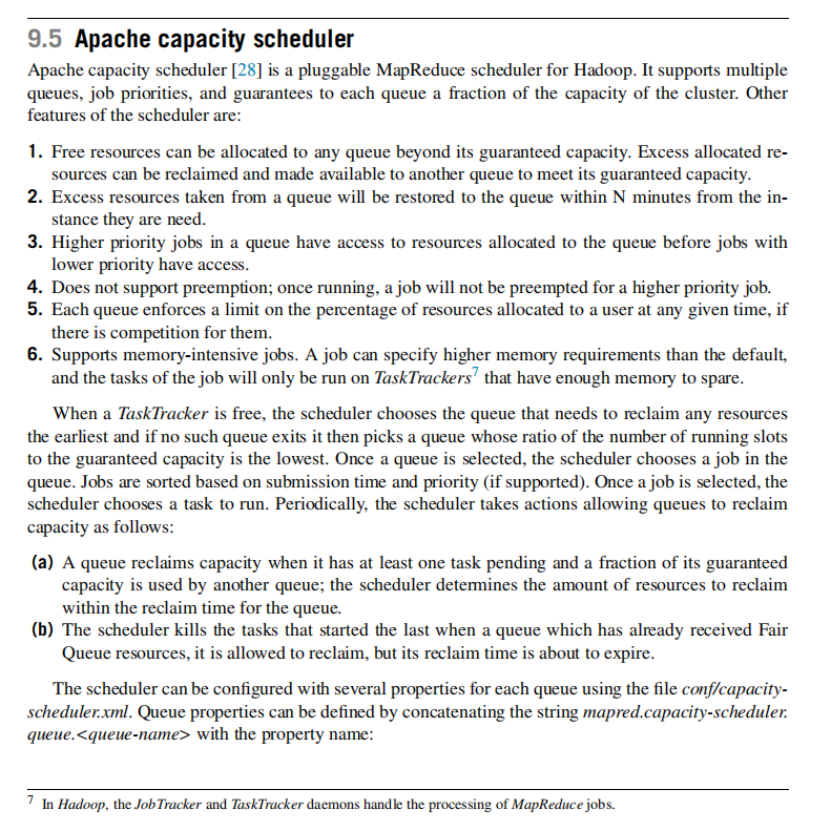 9.5 Apache capacity scheduler
Apache capacity scheduler [28] is a pluggable MapReduce scheduler for Hadoop. It supports multiple
queues, job priorities, and guarantees to each queue a fraction of the capacity of the cluster. Other
features of the scheduler are:
1. Free resources can be allocated to any queue beyond its guaranteed capacity. Excess allocated re-
sources can be reclaimed and made available to another queue to meet its guaranteed capacity.
2. Excess resources taken from a queue will be restored to the queue within N minutes from the in-
stance they are need.
3. Higher priority jobs in a queue have access to resources allocated to the queue before jobs with
lower priority have access.
4. Does not support preemption; once running, a job will not be preempted for a higher priority job.
5. Each queue enforces a limit on the percentage of resources allocated to a user at any given time, if
there is competition for them.
6. Supports memory-intensive jobs. A job can specify higher memory requirements than the default,
and the tasks of the job will only be run on TaskTrackers7 that have enough memory to spare.
When a TaskTracker is free, the scheduler chooses the queue that needs to reclaim any resources
the earliest and if no such queue exits it then picks a queue whose ratio of the number of running slots
to the guaranteed capacity is the lowest. Once a queue is selected, the scheduler chooses a job in the
queue. Jobs are sorted based on submission time and priority (if supported). Once a job is selected, the
scheduler chooses a task to run. Periodically, the scheduler takes actions allowing queues to reclaim
capacity as follows:
(a) A queue reclaims capacity when it has at least one task pending and a fraction of its guaranteed
capacity is used by another queue; the scheduler determines the amount of resources to reclaim
within the reclaim time for the queue.
(b) The scheduler kills the tasks that started the last when a queue which has already received Fair
Queue resources, it is allowed to reclaim, but its reclaim time is about to expire.
The scheduler can be configured with several properties for each queue using the file conf/capacity-
scheduler.xml. Queue properties can be defined by concatenating the string mapred.capacity-scheduler.
queue.<queue-name> with the property name:
7 In Hadoop, the JobTracker and TaskTracker daemons handle the processing of MapReduce jobs.